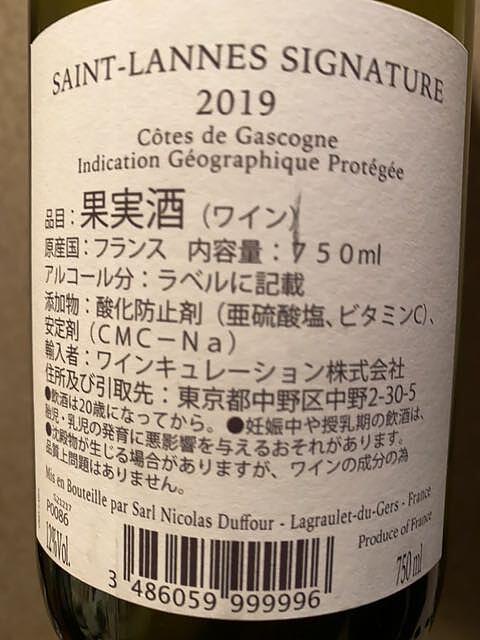 SAINT-LANNES SIGNATURE
2019
Côtes de Gascogne
Indication Géographique Protégée
品目：果実酒（ワイン）
原産国：フランス　内容量：７５０ml
アルコール分：ラベルに記載
添加物：酸化防止剤（亜硫酸塩、ビタミンC）、
安定剤（ＣＭＣ－Ｎａ）
輸入者：ワインキュレーション株式会社
住所及び引取先：東京都中野区中野2-30-5
●飲酒は20歳になってから。●妊娠中や授乳期の飲酒は、
胎児・乳児の発育に悪影響を与えるおそれがあります。
●沈殿物が生じる場合がありますが、ワインの成分の為
品質上問題はありません。
Mis en Bouteille par Sarl Nicolas Duffour - Lagraulet-du-Gers - France
Produce of France
P0086
12%Vol.
750 ml
3 486059 999996